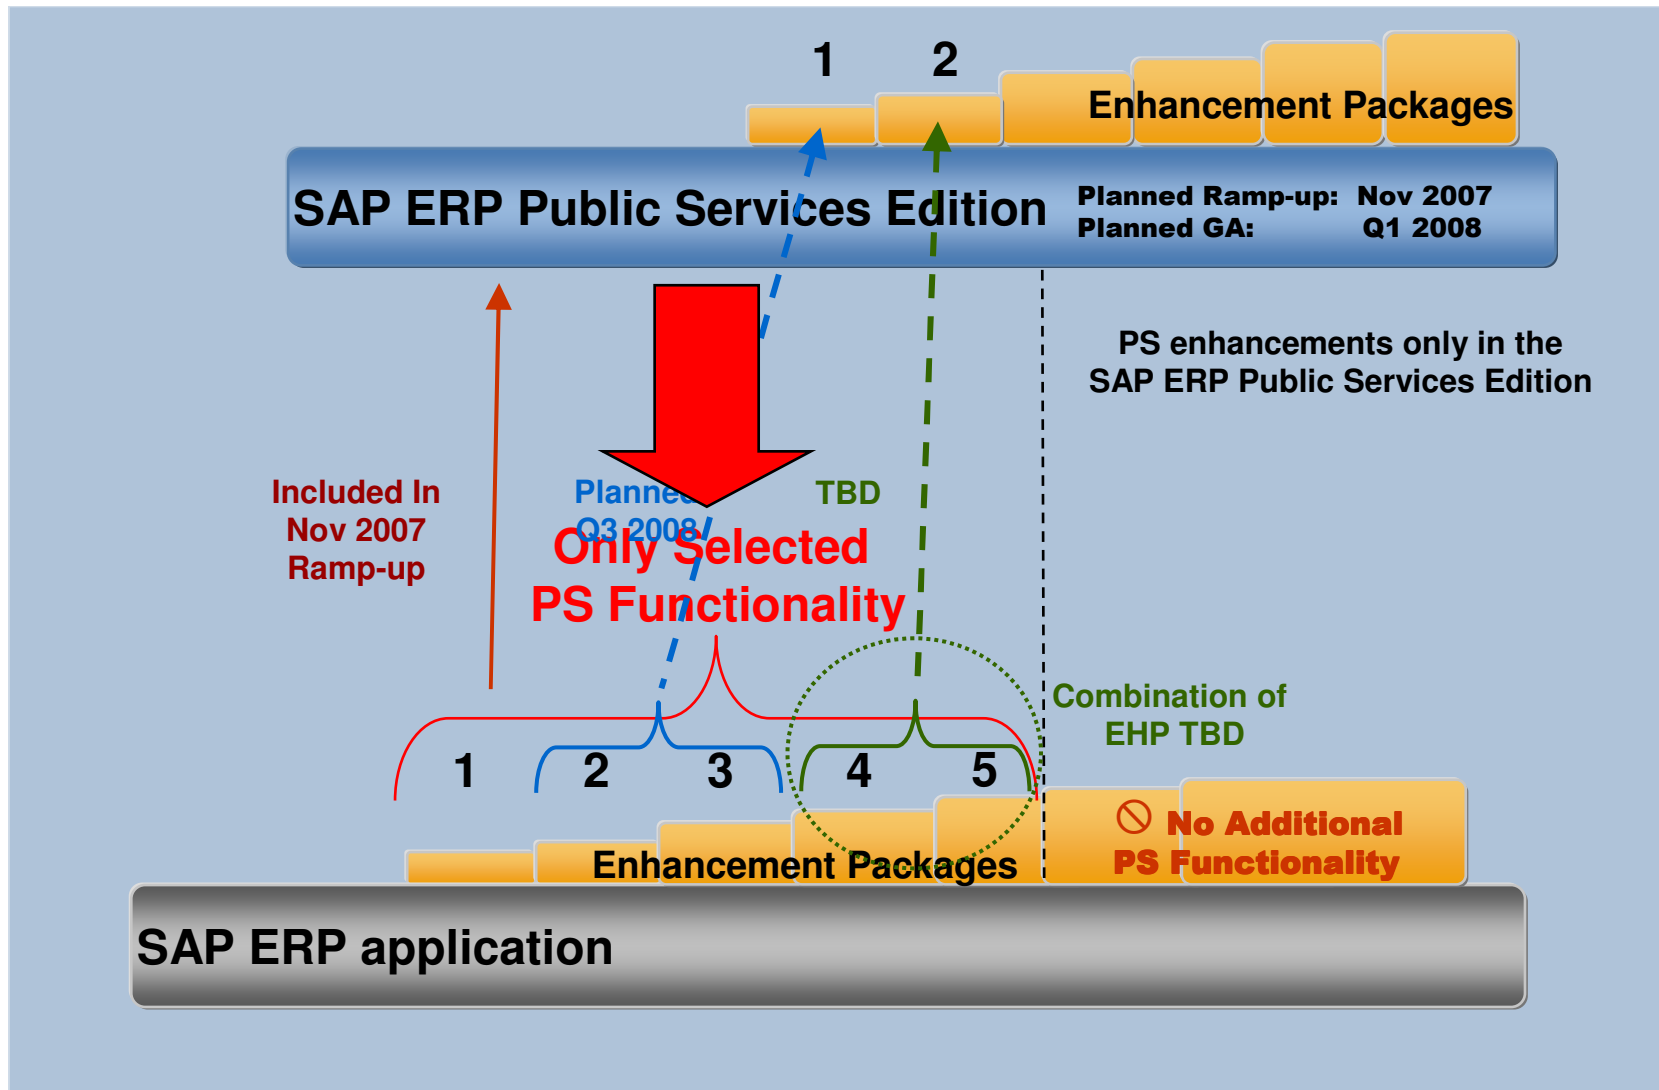 1
2
Enhancement Packages
SAP ERP Public Services Edition
Planned Ramp-up: Nov 2007
Planned GA: Q1 2008
PS enhancements only in the
SAP ERP Public Services Edition
Included In
Nov 2007
Ramp-up
Planned
Q3 2008
TBD
Only Selected
PS Functionality
Combination of
EHP TBD
1
2
3
4
5
Enhancement Packages
No Additional
PS Functionality
SAP ERP application